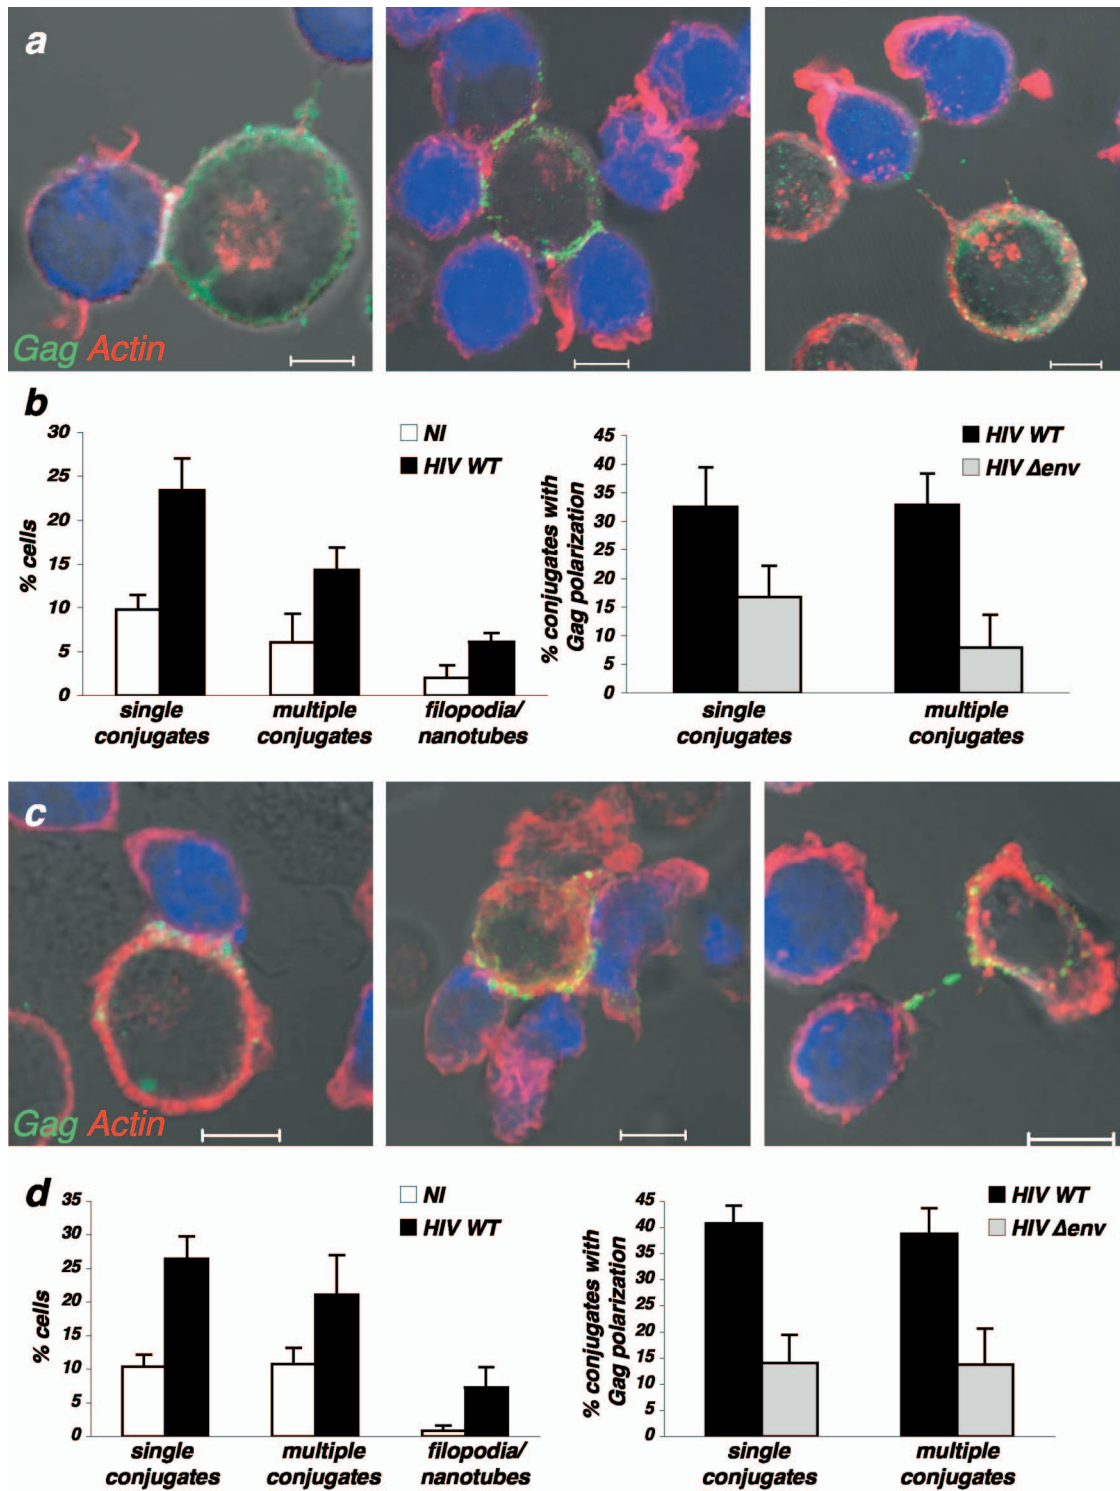 a
Gag Actin
b
30
25
20
15
10
5
0
% cells
NI
HIV WT
single conjugates
multiple conjugates
filopodia/ nanotubes
45
40
35
30
25
20
15
10
5
0
% conjugates with
Gag polarization
HIV WT
HIV Δenv
single conjugates
multiple conjugates
c
Gag Actin
d
35
30
25
20
15
10
5
0
% cells
NI
HIV WT
single conjugates
multiple conjugates
filopodia/ nanotubes
45
40
35
30
25
20
15
10
5
0
% conjugates with
Gag polarization
HIV WT
HIV Δenv
single conjugates
multiple conjugates